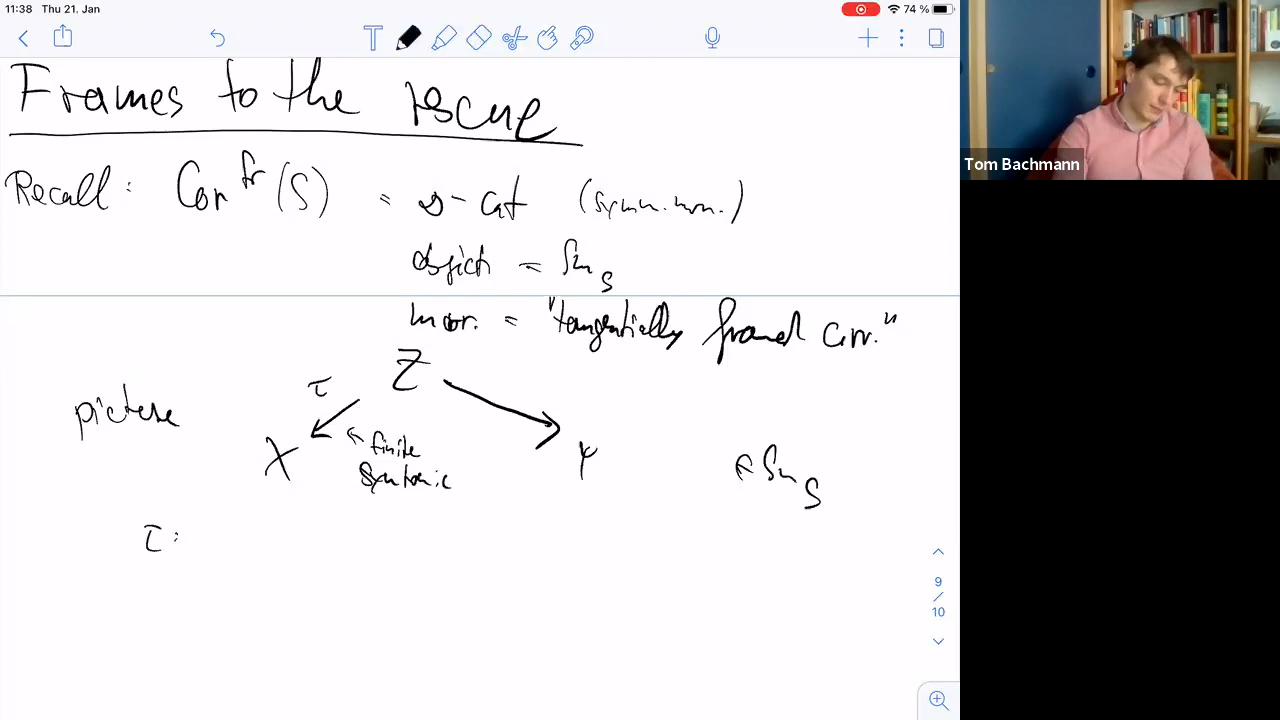 11:38 Thu 21. Jan
74 %
Frames to the rescue
Recall: Cor^fr (S) = ∞-cat (symm. mon.)
objects = Sm_S
mor. = "tangentially framed corr."
Z
τ
picture
X ← finite syntomic Y ∈ Sm_S
τ:
9
/
10
Tom Bachmann